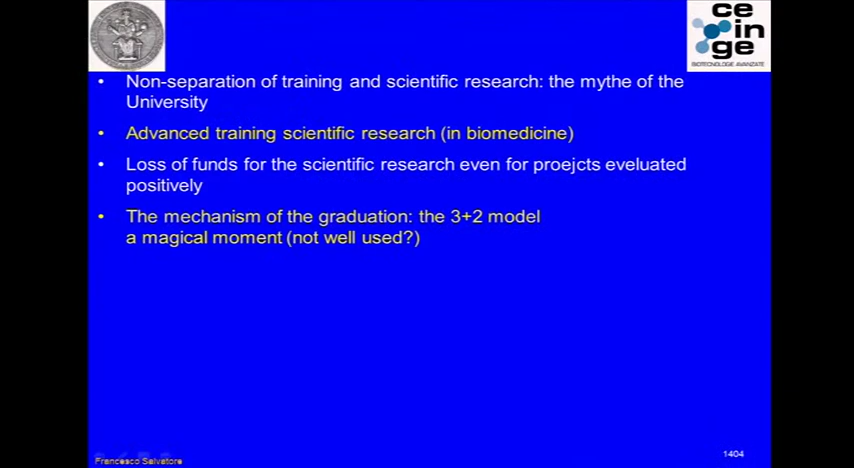 ce
in
ge
BIOTECNOLOGIE AVANZATE
• Non-separation of training and scientific research: the mythe of the
University
• Advanced training scientific research (in biomedicine)
• Loss of funds for the scientific research even for proejcts eveluated
positively
• The mechanism of the graduation: the 3+2 model
a magical moment (not well used?)
Francesco Salvatore
1404